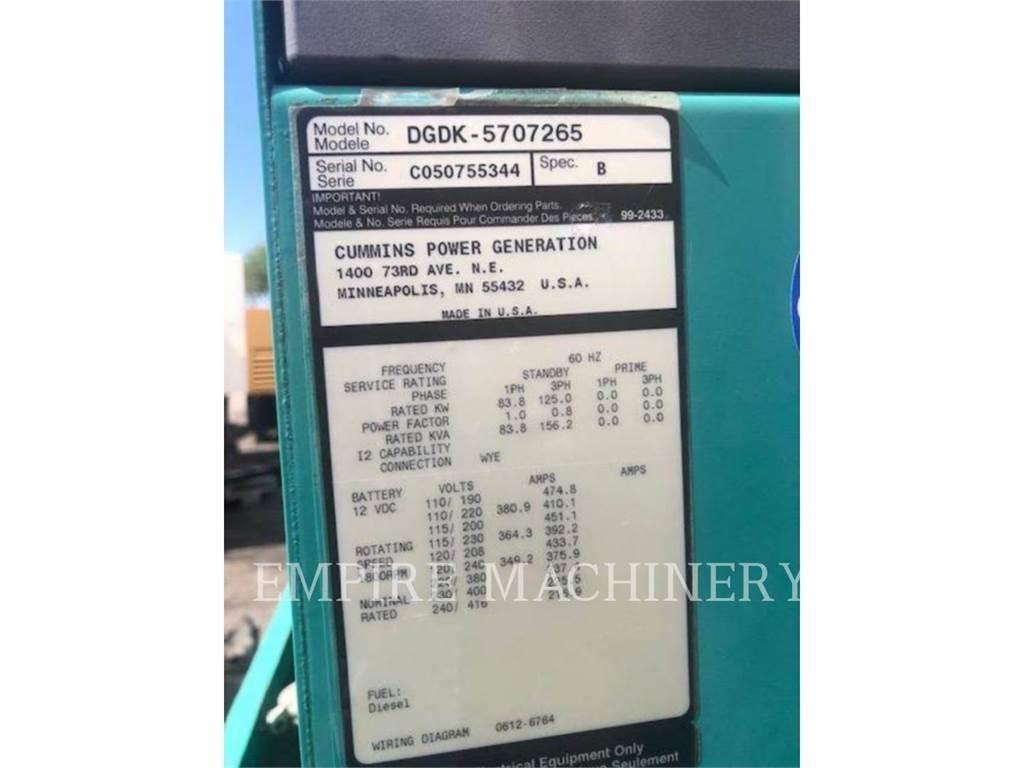 Model No. DGDK-5707265
Modele
Serial No. C050755344 Spec. B
Serie
IMPORTANT!
Model & Serial No. Required When Ordering Parts.
Modele & No. Serie Requis Pour Commander Des Pieces. 99-2433
CUMMINS POWER GENERATION
1400 73RD AVE. N.E.
MINNEAPOLIS, MN 55432 U.S.A.
MADE IN U.S.A.
FREQUENCY 60 HZ
SERVICE RATING STANDBY PRIME
PHASE 1PH 3PH 1PH 3PH
RATED KW 83.8 125.0 0.0 0.0
POWER FACTOR 1.0 0.8 0.0 0.0
RATED KVA 83.8 156.2 0.0 0.0
I2 CAPABILITY
CONNECTION WYE
BATTERY VOLTS AMPS AMPS
12 VDC 110/ 190 474.8
110/ 220 380.9 410.1
115/ 200 451.1
ROTATING 115/ 230 364.3 392.2
SPEED 120/ 208 433.7
120/ 240 349.2 375.9
380
NOMINAL 400
RATED 240/ 416
EMPIRE MACHINERY
FUEL:
Diesel
WIRING DIAGRAM 0612-6764
Equipment Only
Seulement